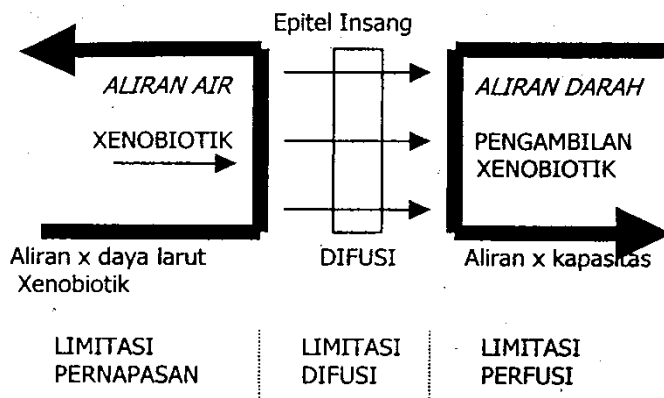 Epitel Insang
ALIRAN AIR
XENOBIOTIK
ALIRAN DARAH
PENGAMBILAN
XENOBIOTIK
Aliran x daya larut
Xenobiotik
DIFUSI
Aliran x kapasitas
LIMITASI
PERNAPASAN
LIMITASI
DIFUSI
LIMITASI
PERFUSI